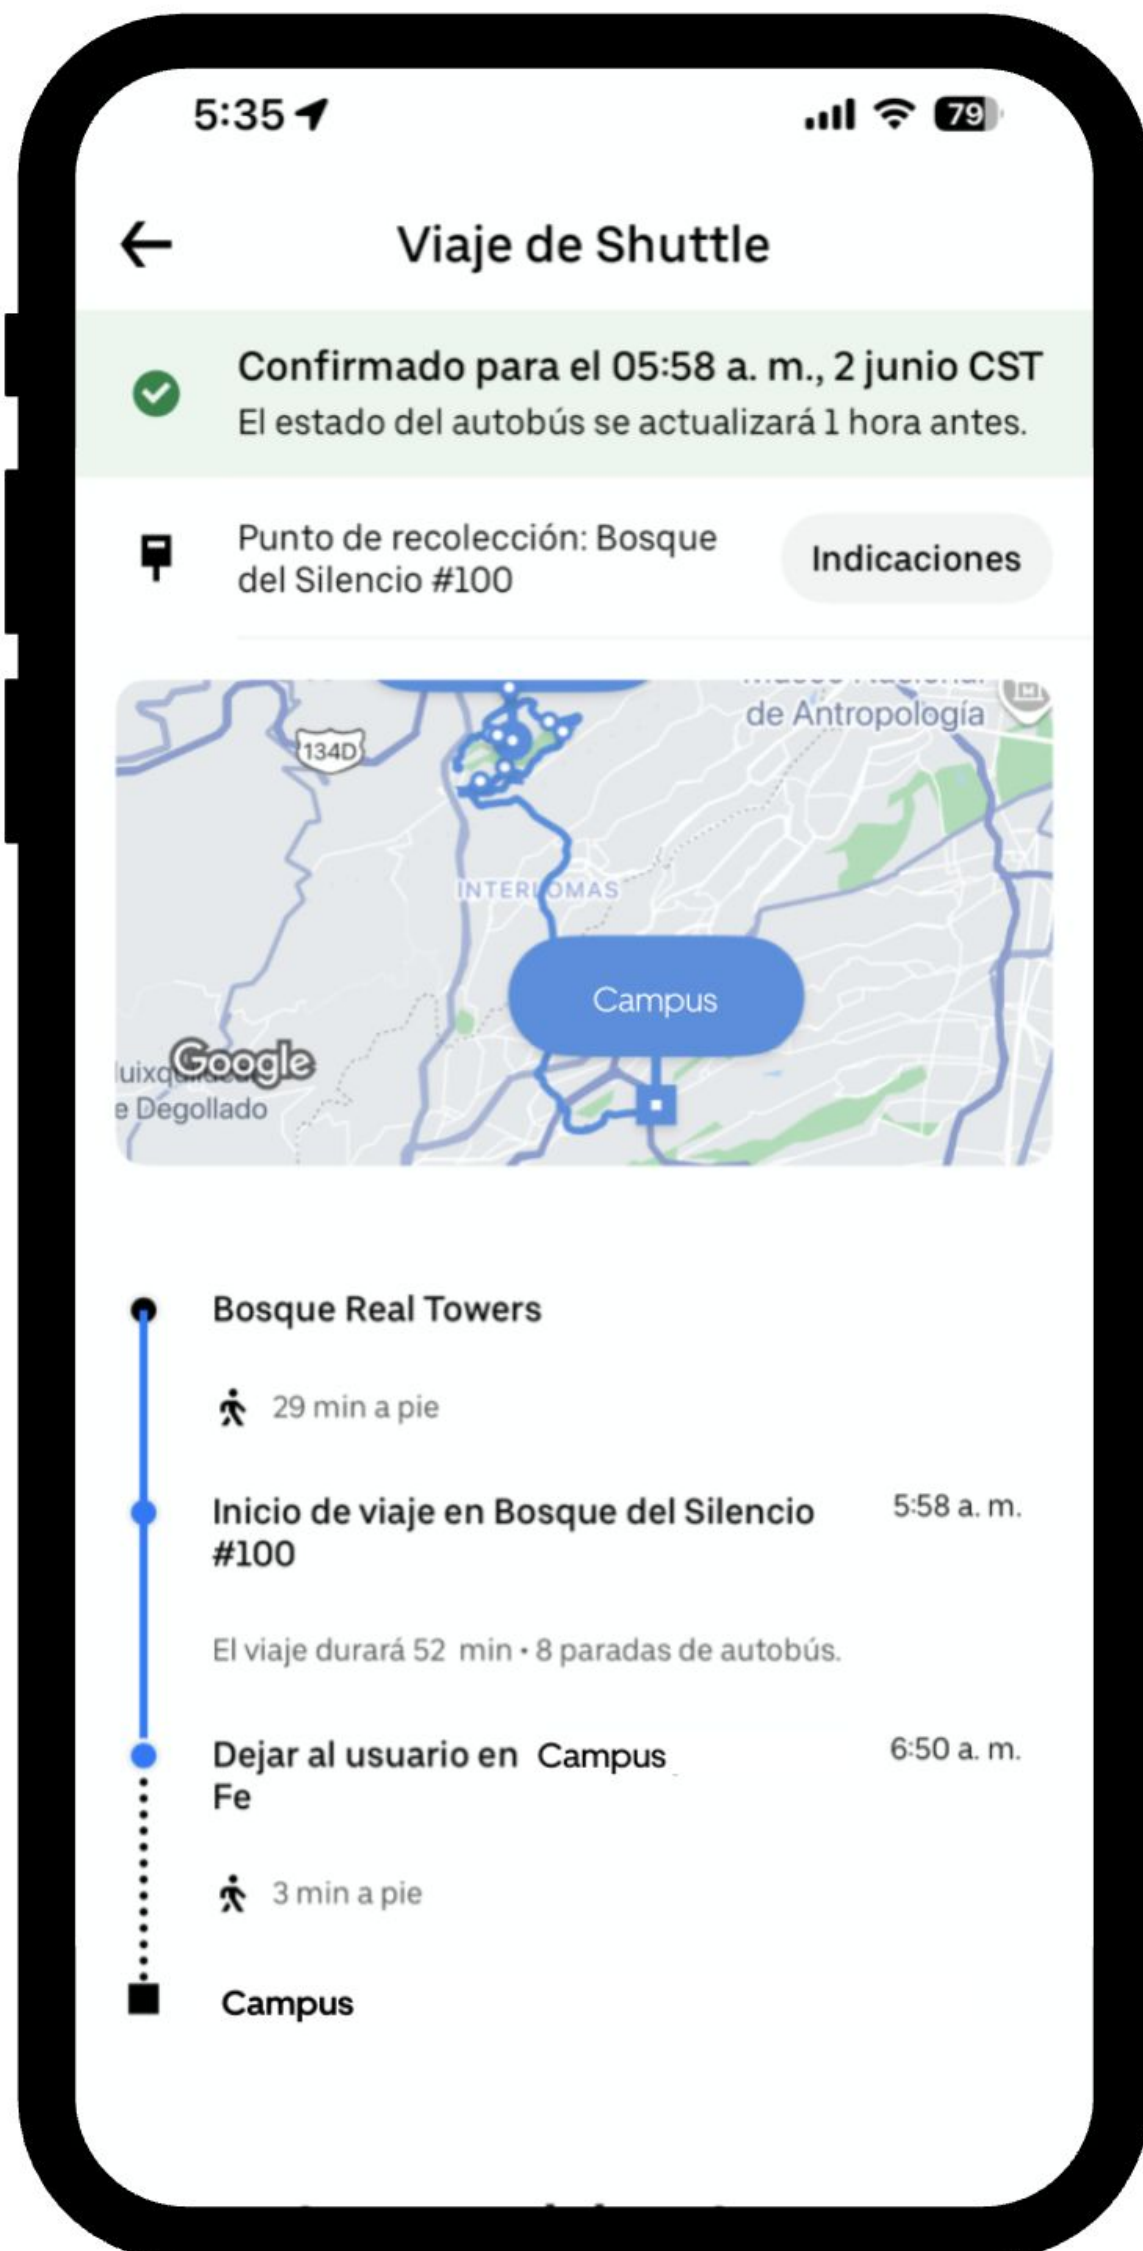 5:35
79
Viaje de Shuttle
Confirmado para el 05:58 a. m., 2 junio CST
El estado del autobús se actualizará 1 hora antes.
Punto de recolección: Bosque
del Silencio #100
Indicaciones
de Antropología
134D
INTERLOMAS
Campus
Google
e Degollado
Bosque Real Towers
29 min a pie
Inicio de viaje en Bosque del Silencio
#100
5:58 a. m.
El viaje durará 52 min • 8 paradas de autobús.
Dejar al usuario en Campus
Fe
6:50 a. m.
3 min a pie
Campus